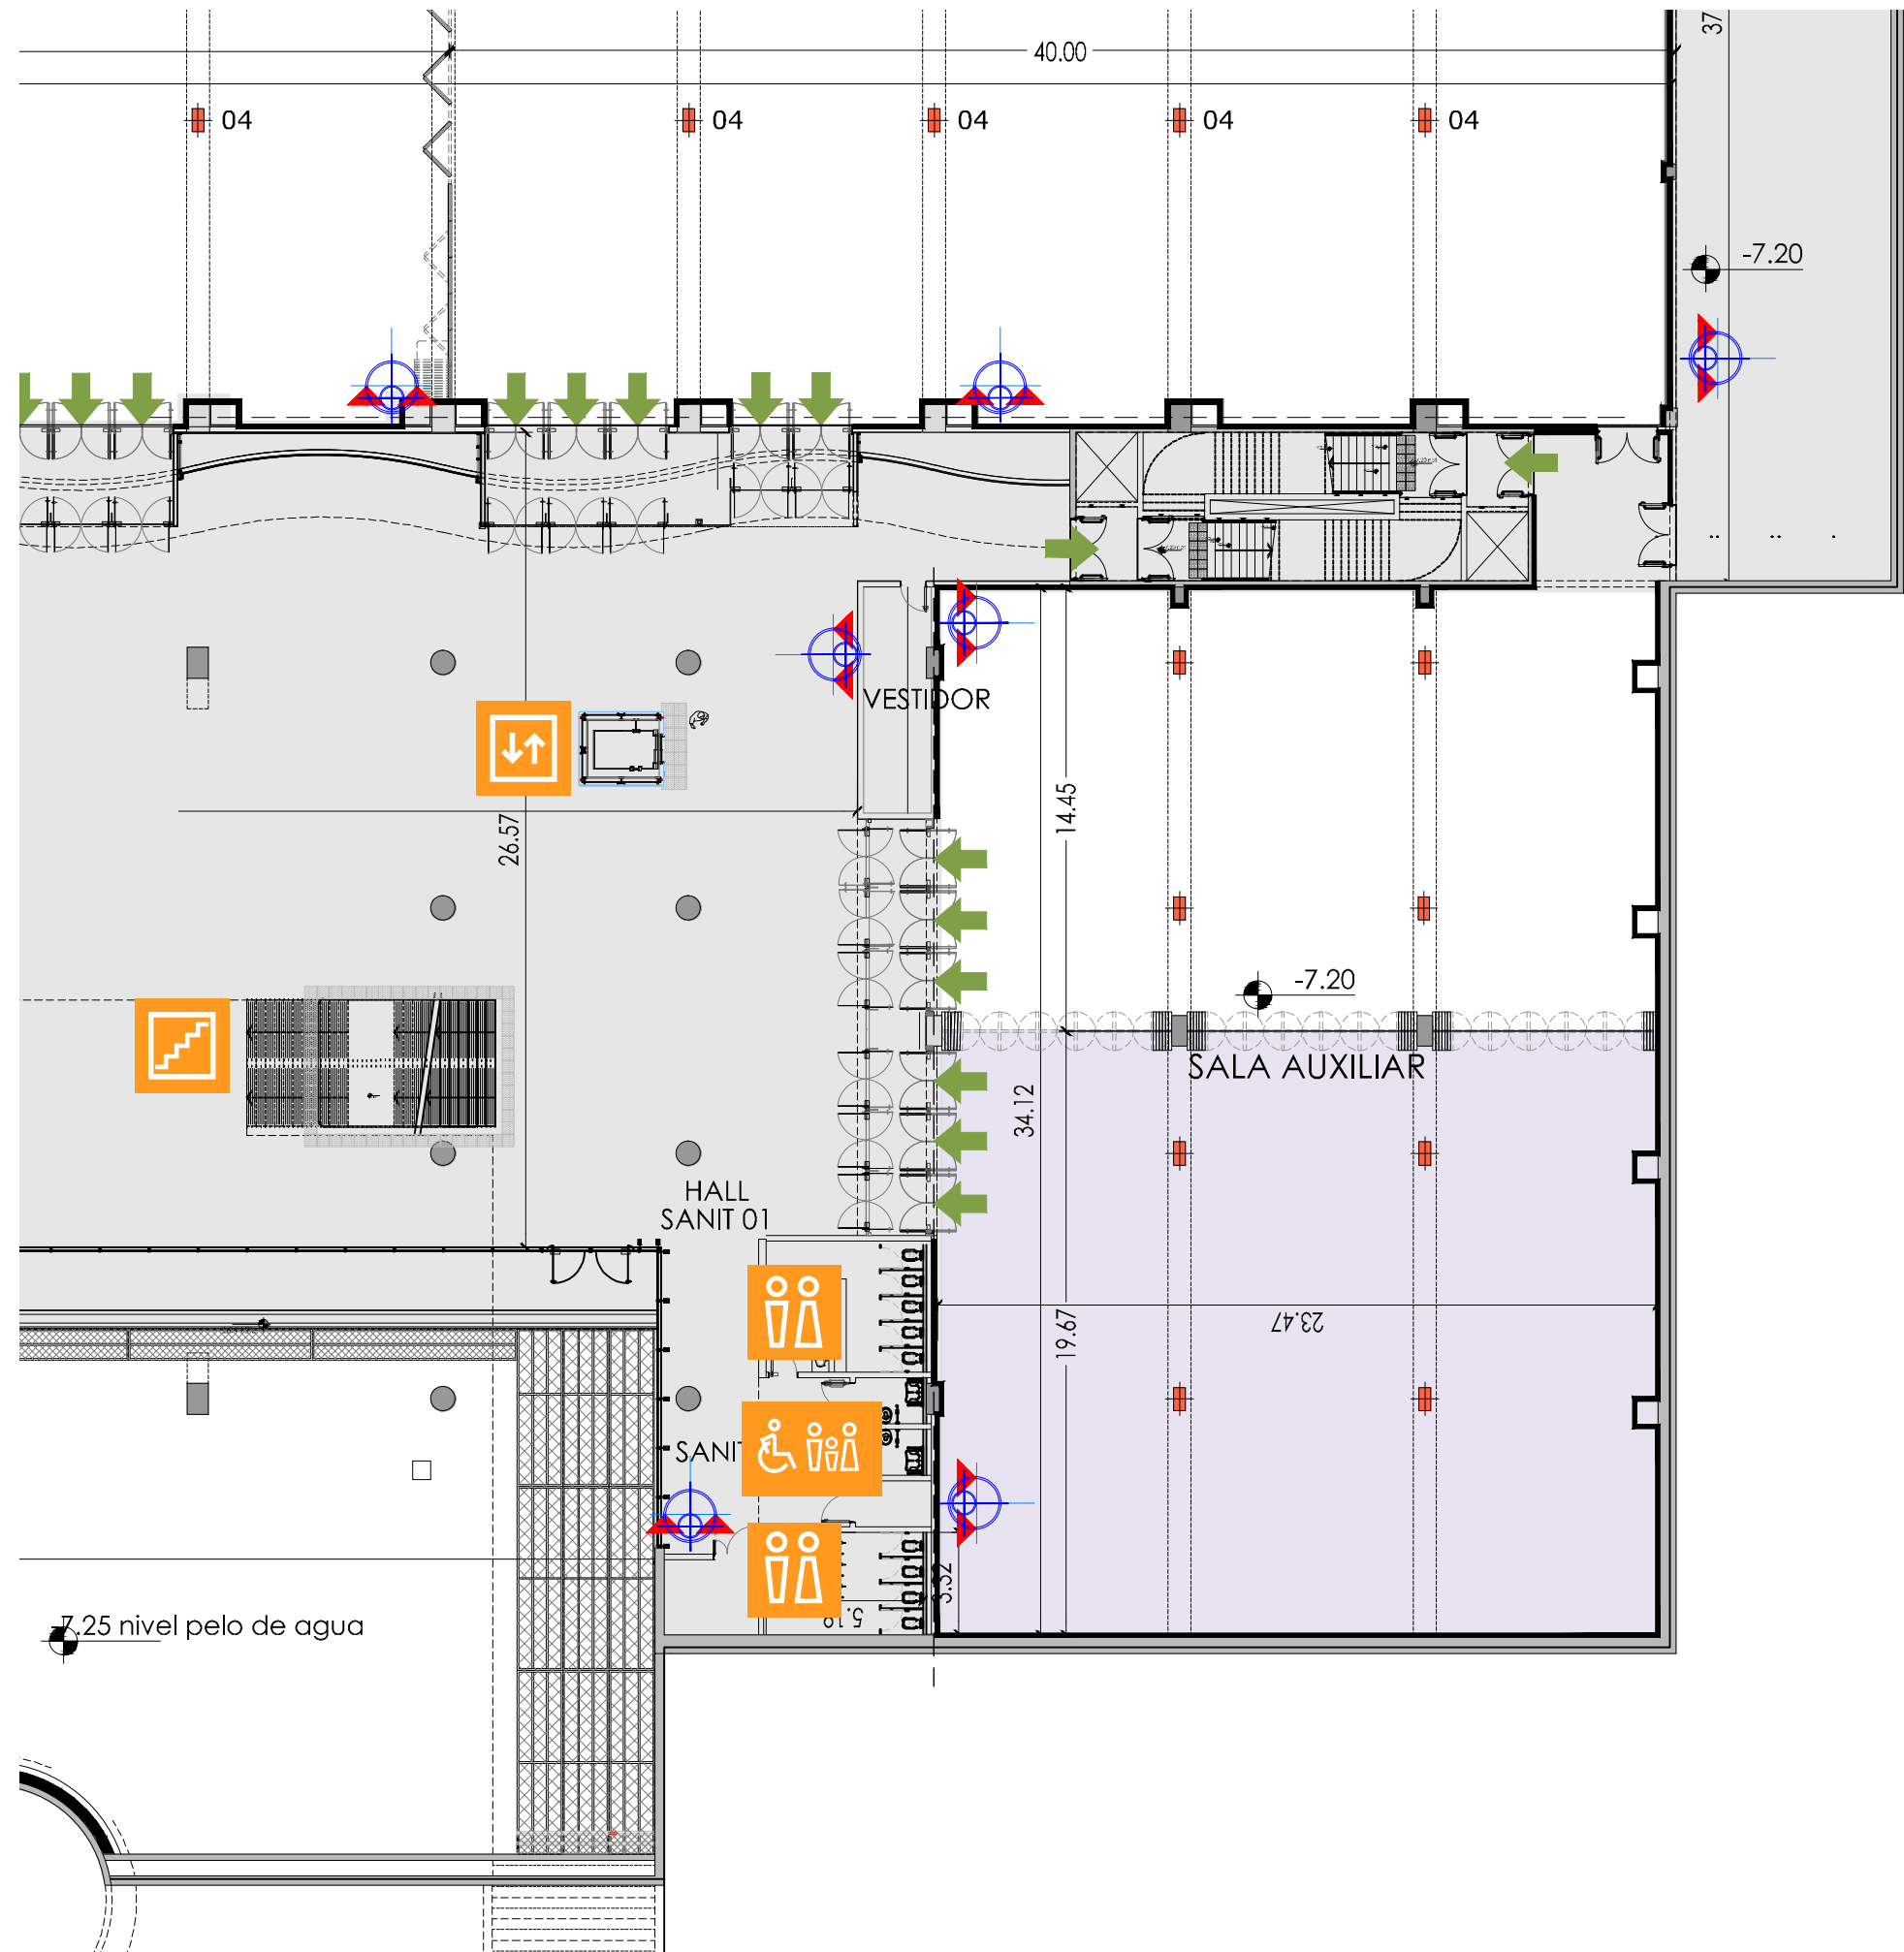 37
40.00
04
04
04
04
04
-7.20
VESTIDOR
14.45
26.57
-7.20
SALA AUXILIAR
34.12
HALL
SANIT 01
23.47
19.67
SANIT
3.32
5.19
-7.25 nivel pelo de agua